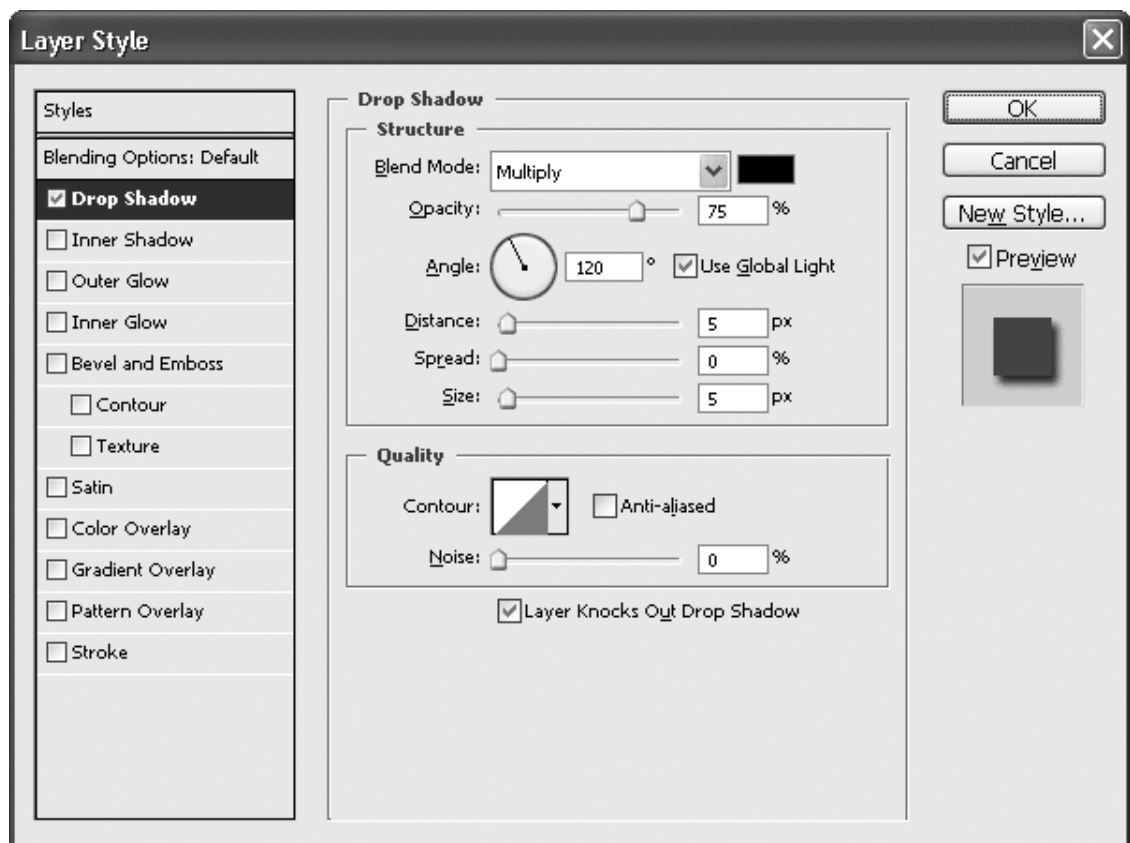 Layer Style
Styles
Blending Options: Default
Drop Shadow
Inner Shadow
Outer Glow
Inner Glow
Bevel and Emboss
Contour
Texture
Satin
Color Overlay
Gradient Overlay
Pattern Overlay
Stroke
Drop Shadow
Structure
Blend Mode: Multiply
Opacity: 75 %
Angle: 120 ° Use Global Light
Distance: 5 px
Spread: 0 %
Size: 5 px
Quality
Contour: Anti-aliased
Noise: 0 %
Layer Knocks Out Drop Shadow
OK
Cancel
New Style...
Preview